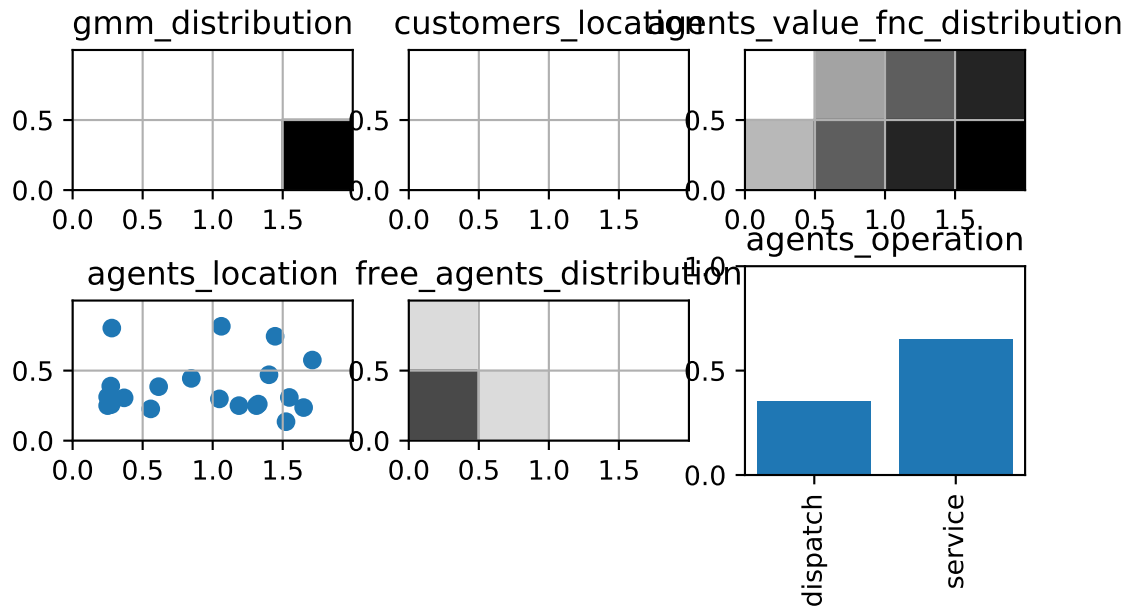 gmm_distribution
customers_location
agents_value_fnc_distribution
0.5
0.0
0.0 0.5 1.0 1.5
0.5
0.0
0.0 0.5 1.0 1.5
0.5
0.0
0.0 0.5 1.0 1.5
agents_location
free_agents_distribution
agents_operation
0.5
0.0
0.0 0.5 1.0 1.5
0.5
0.0
0.0 0.5 1.0 1.5
1.0
0.5
0.0
dispatch
service